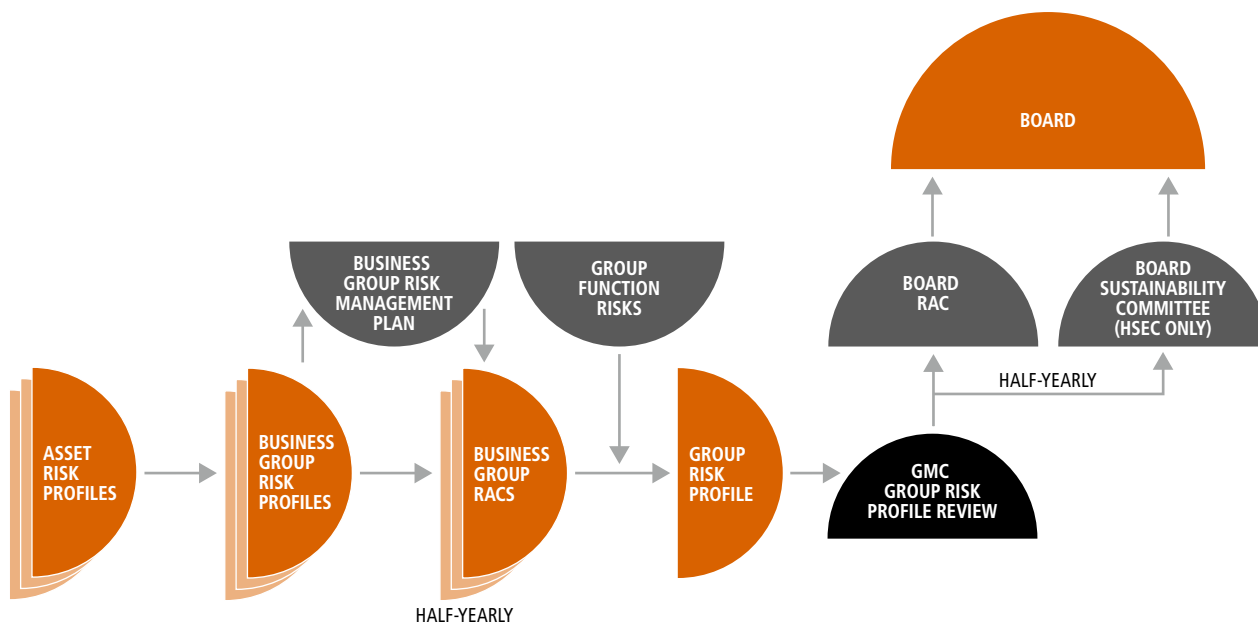 BOARD
BUSINESS
GROUP RISK
MANAGEMENT
PLAN
GROUP
FUNCTION
RISKS
BOARD
RAC
BOARD
SUSTAINABILITY
COMMITTEE
(HSEC ONLY)
HALF-YEARLY
ASSET
RISK
PROFILES
BUSINESS
GROUP
RISK
PROFILES
BUSINESS
GROUP
RACS
GROUP
RISK
PROFILE
GMC
GROUP RISK
PROFILE REVIEW
HALF-YEARLY